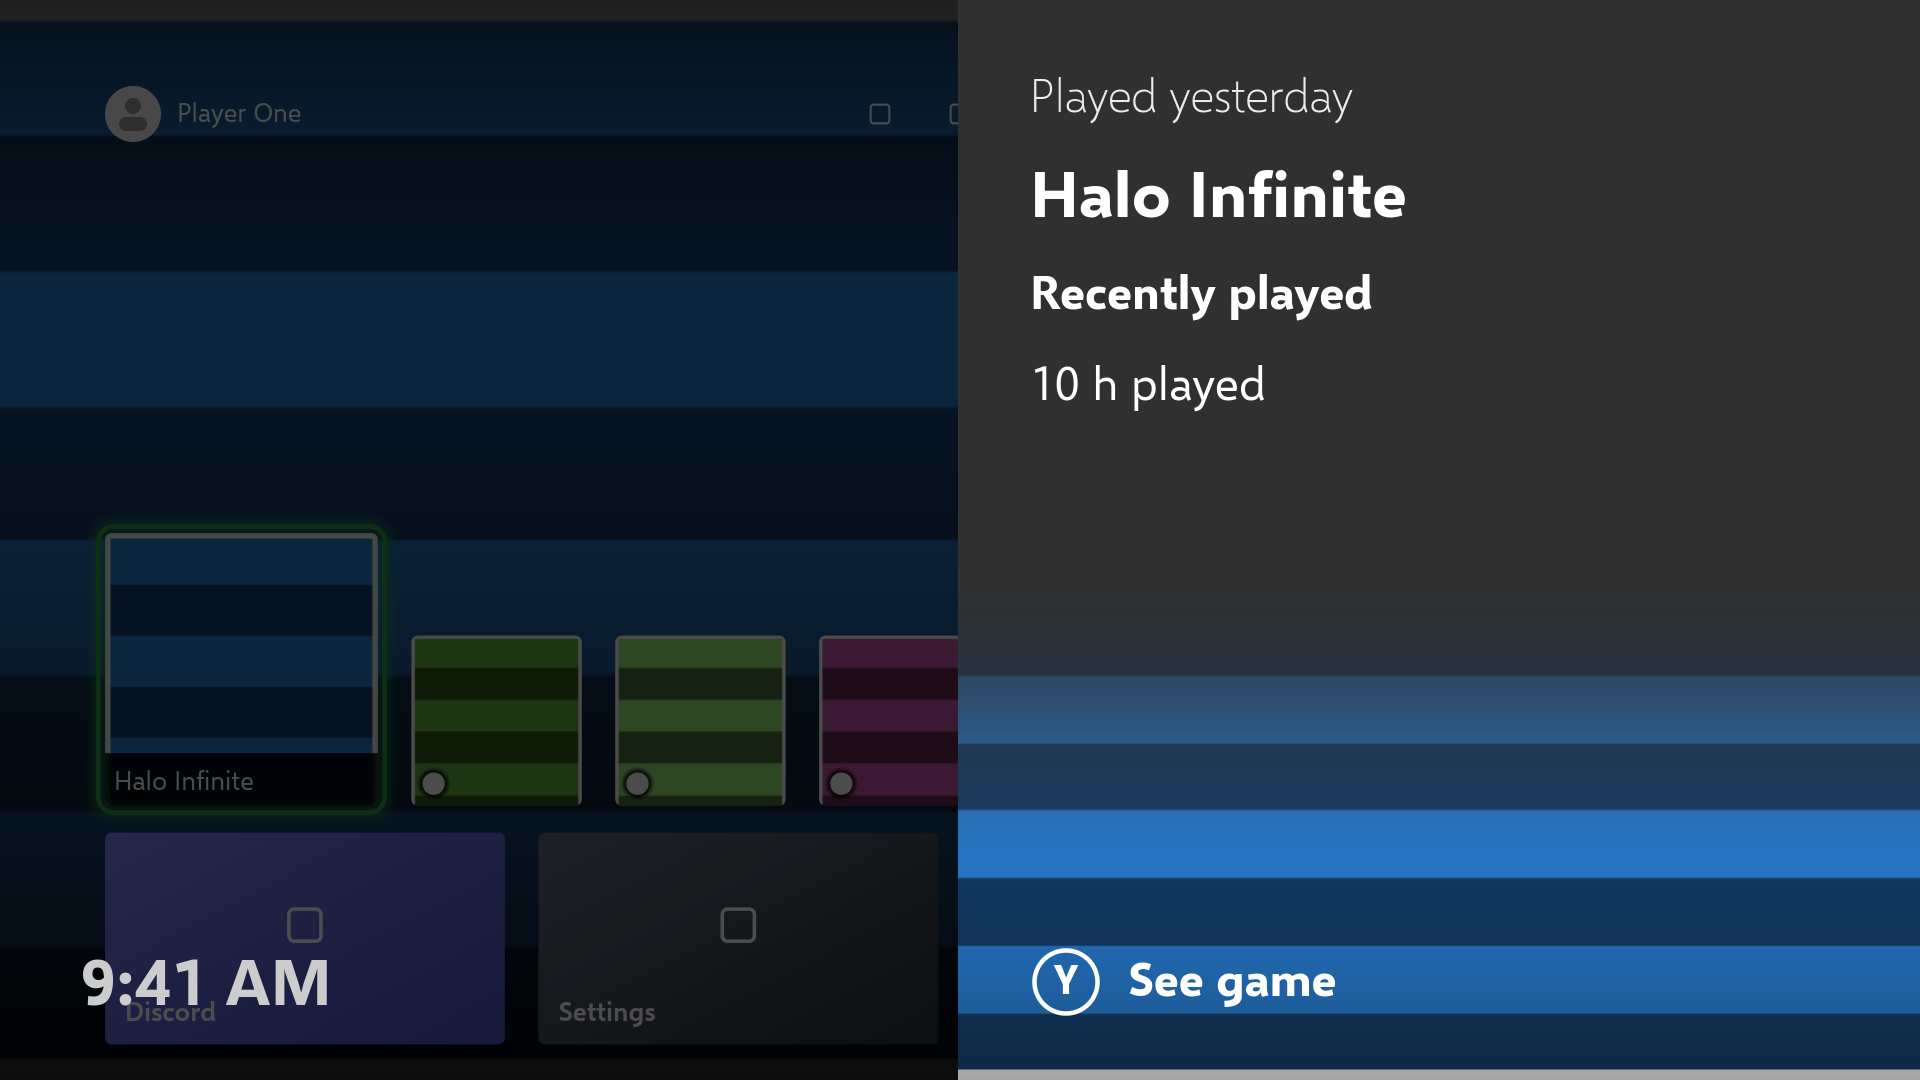 Player One
Halo Infinite
Discord
Settings
9:41 AM
Played yesterday
Halo Infinite
Recently played
10 h played
Y See game